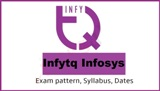 INFY
TQ
Infytq Infosys
Exam pattern, Syllabus, Dates